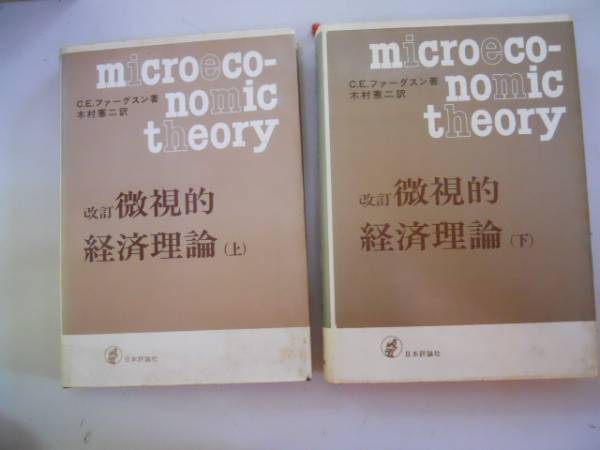 microeco-
nomic
theory
C.E.ファーグスン著
木村憲二訳
改訂 微視的
経済理論(上)
日本評論社
microeco-
nomic
theory
C.E.ファーグスン著
木村憲二訳
改訂 微視的
経済理論(下)
日本評論社